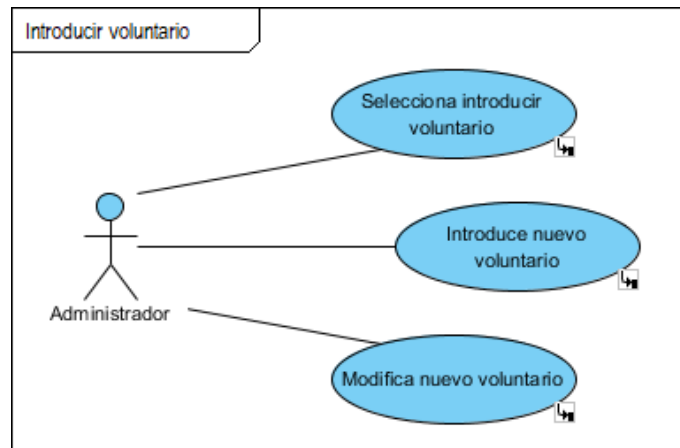 Introducir voluntario
Selecciona introducir
voluntario
Introduce nuevo
voluntario
Administrador
Modifica nuevo voluntario